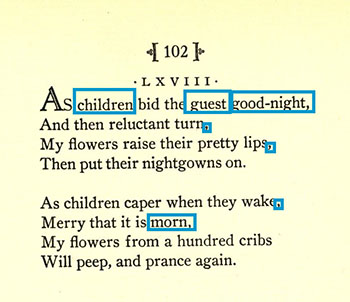 [102]
· LXVIII ·
AS children bid the guest good-night,
And then reluctant turn,
My flowers raise their pretty lips,
Then put their nightgowns on.
As children caper when they wake,
Merry that it is morn,
My flowers from a hundred cribs
Will peep, and prance again.